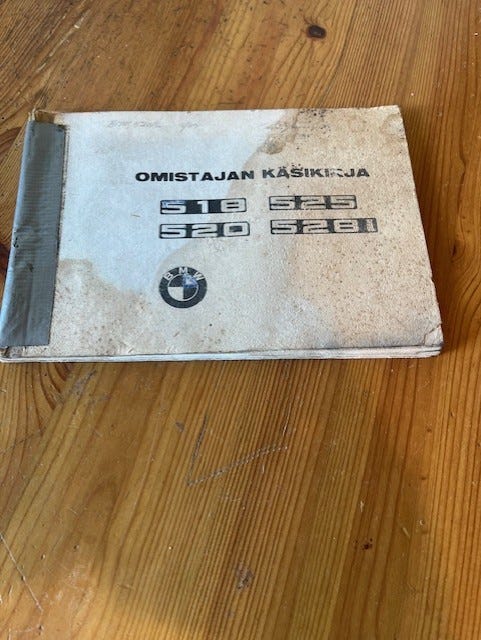 OMISTAJAN KÄSIKIRJA
518 525
520 528i
BMW